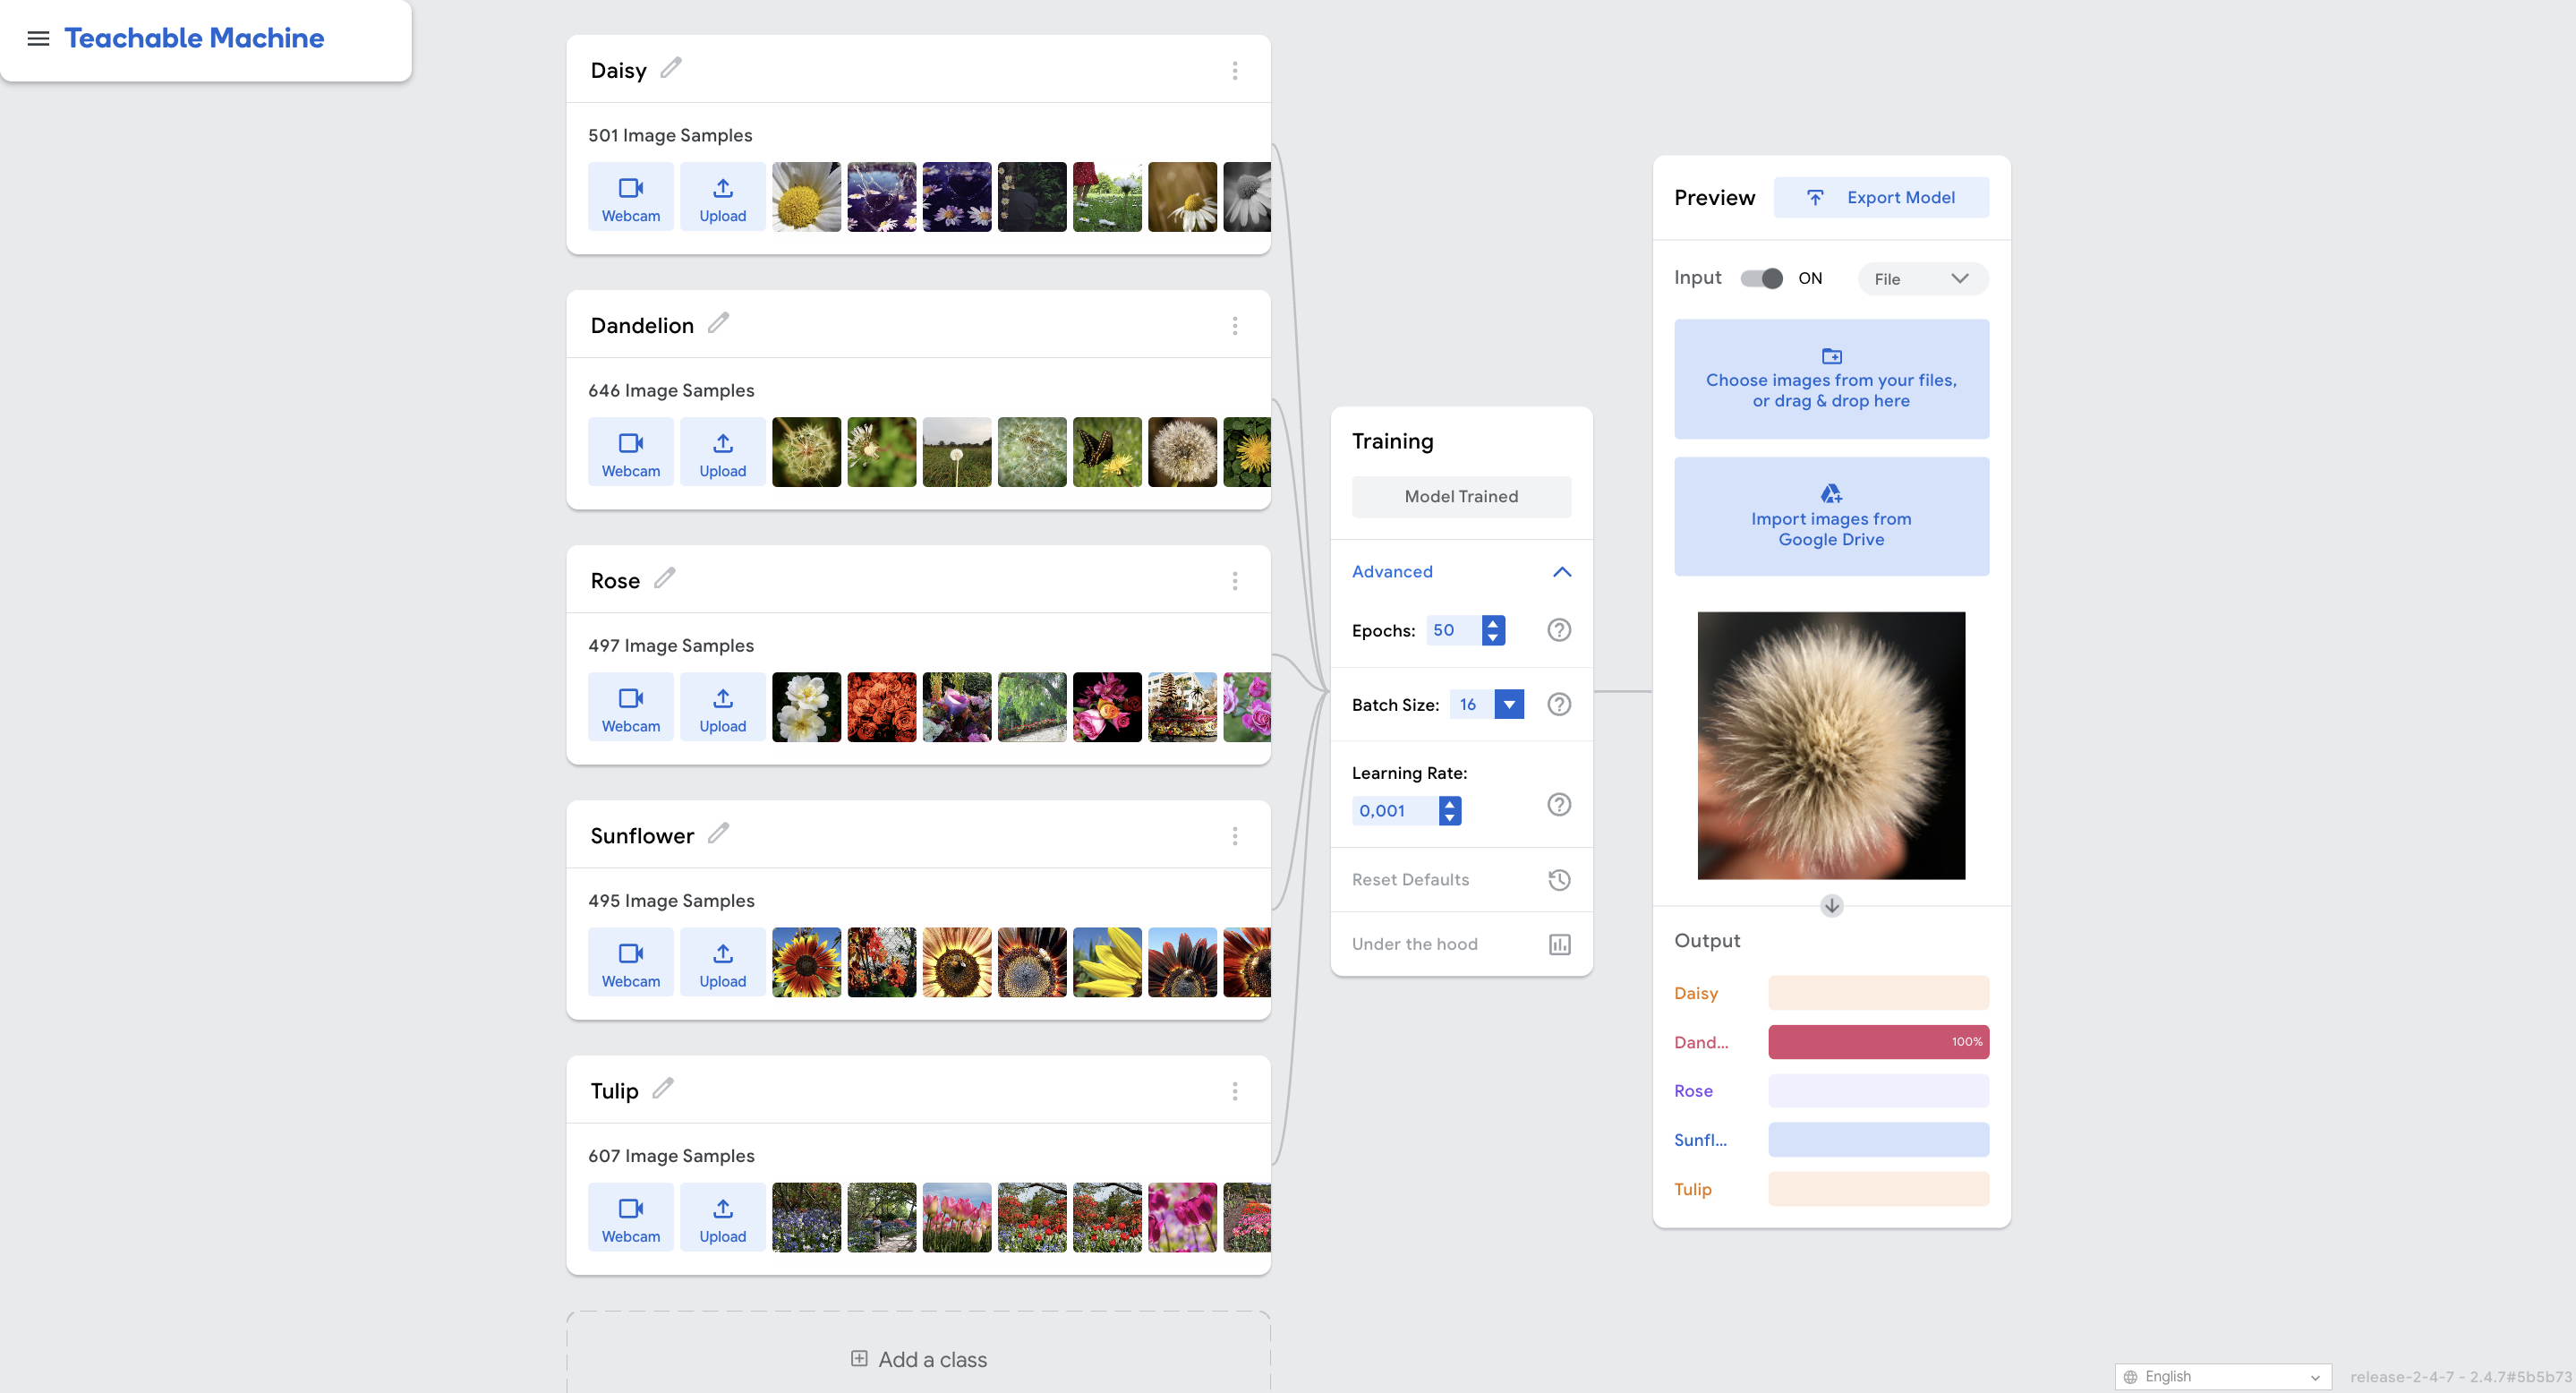 Teachable Machine
Daisy
501 Image Samples
Webcam
Upload
Dandelion
646 Image Samples
Webcam
Upload
Rose
497 Image Samples
Webcam
Upload
Sunflower
495 Image Samples
Webcam
Upload
Tulip
607 Image Samples
Webcam
Upload
Add a class
Training
Model Trained
Advanced
Epochs: 50
Batch Size: 16
Learning Rate:
0,001
Reset Defaults
Under the hood
Preview
Export Model
Input ON File
Choose images from your files,
or drag & drop here
Import images from
Google Drive
Output
Daisy
Dand... 100%
Rose
Sunfl...
Tulip
English
release-2-4-7 - 2.4.7#5b5b73